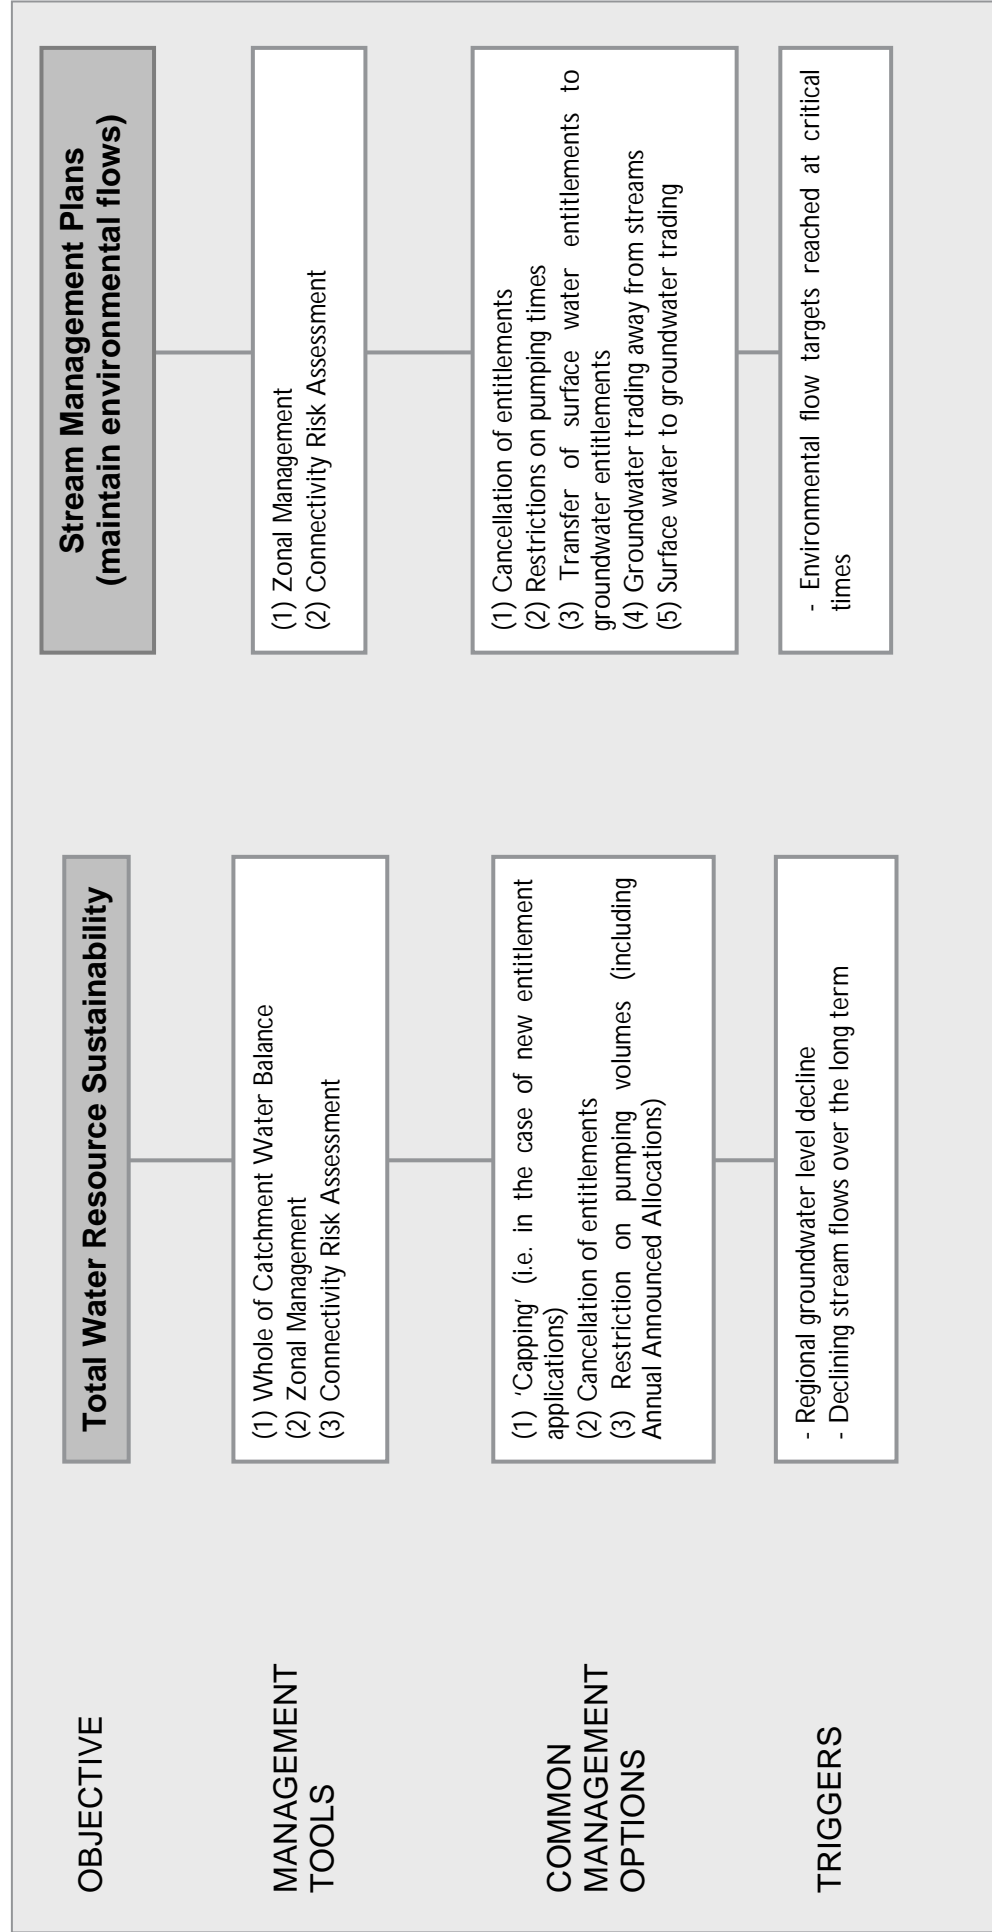 OBJECTIVE
Total Water Resource Sustainability
Stream Management Plans
(maintain environmental flows)
MANAGEMENT
TOOLS
(1) Whole of Catchment Water Balance
(2) Zonal Management
(3) Connectivity Risk Assessment
(1) Zonal Management
(2) Connectivity Risk Assessment
COMMON
MANAGEMENT
OPTIONS
(1) 'Capping' (i.e. in the case of new entitlement
applications)
(2) Cancellation of entitlements
(3) Restriction on pumping volumes (including
Annual Announced Allocations)
(1) Cancellation of entitlements
(2) Restrictions on pumping times
(3) Transfer of surface water entitlements to
groundwater entitlements
(4) Groundwater trading away from streams
(5) Surface water to groundwater trading
TRIGGERS
- Regional groundwater level decline
- Declining stream flows over the long term
- Environmental flow targets reached at critical
times